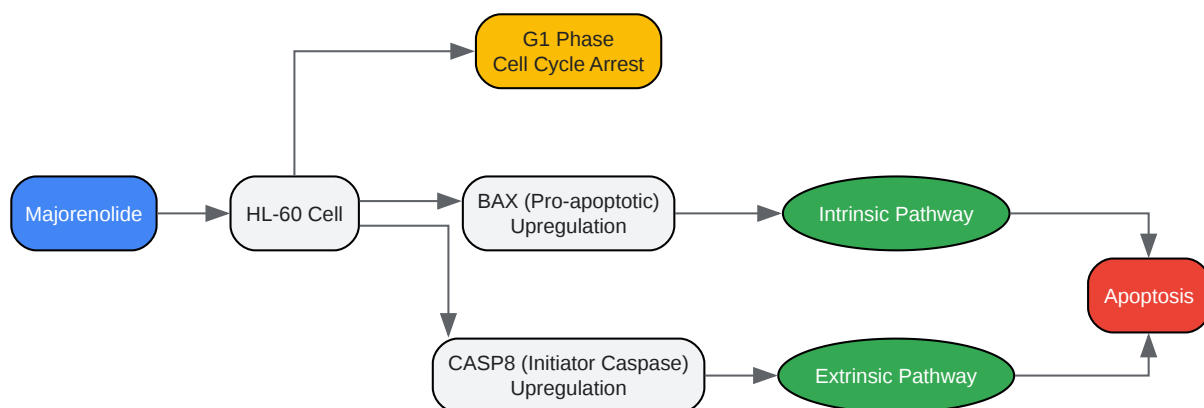 G1 Phase
Cell Cycle Arrest
Majorenolide
HL-60 Cell
BAX (Pro-apoptotic)
Upregulation
Intrinsic Pathway
Apoptosis
CASP8 (Initiator Caspase)
Upregulation
Extrinsic Pathway